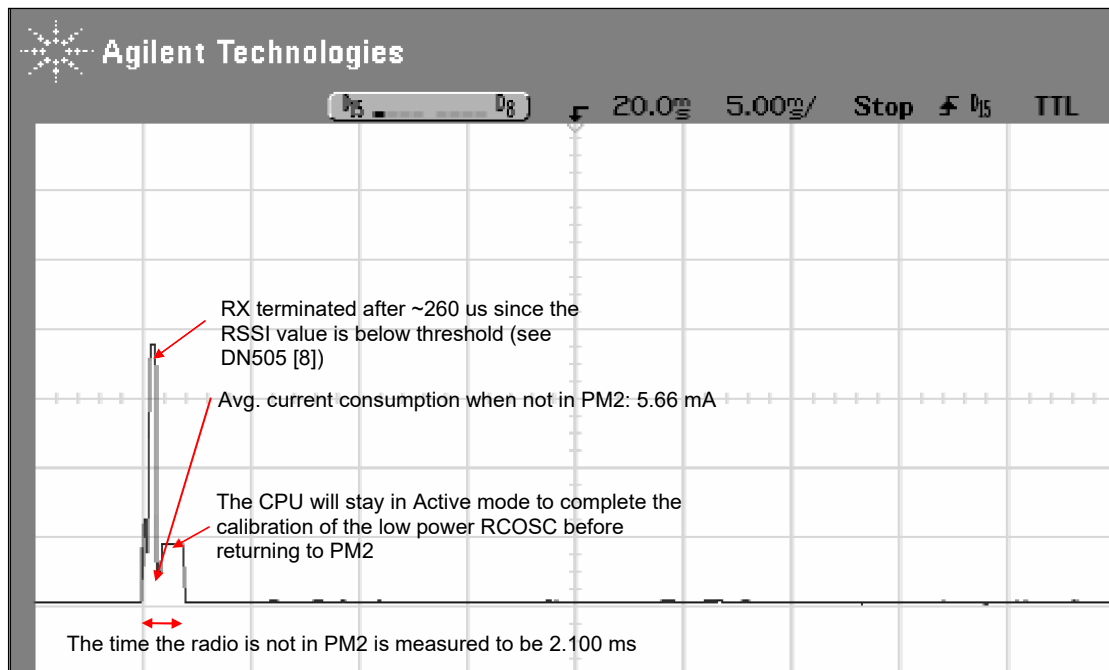 Agilent Technologies
D15 D8 20.0ms 5.00ms/ Stop D15 TTL
RX terminated after ~260 us since the
RSSI value is below threshold (see
DN505 [8])
Avg. current consumption when not in PM2: 5.66 mA
The CPU will stay in Active mode to complete the
calibration of the low power RCOSC before
returning to PM2
The time the radio is not in PM2 is measured to be 2.100 ms